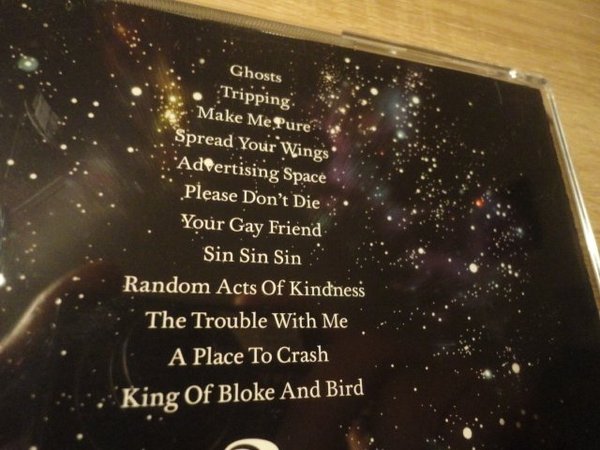 Ghosts
Tripping
Make Me Pure
Spread Your Wings
Advertising Space
Please Don't Die
Your Gay Friend
Sin Sin Sin
Random Acts Of Kindness
The Trouble With Me
A Place To Crash
King Of Bloke And Bird